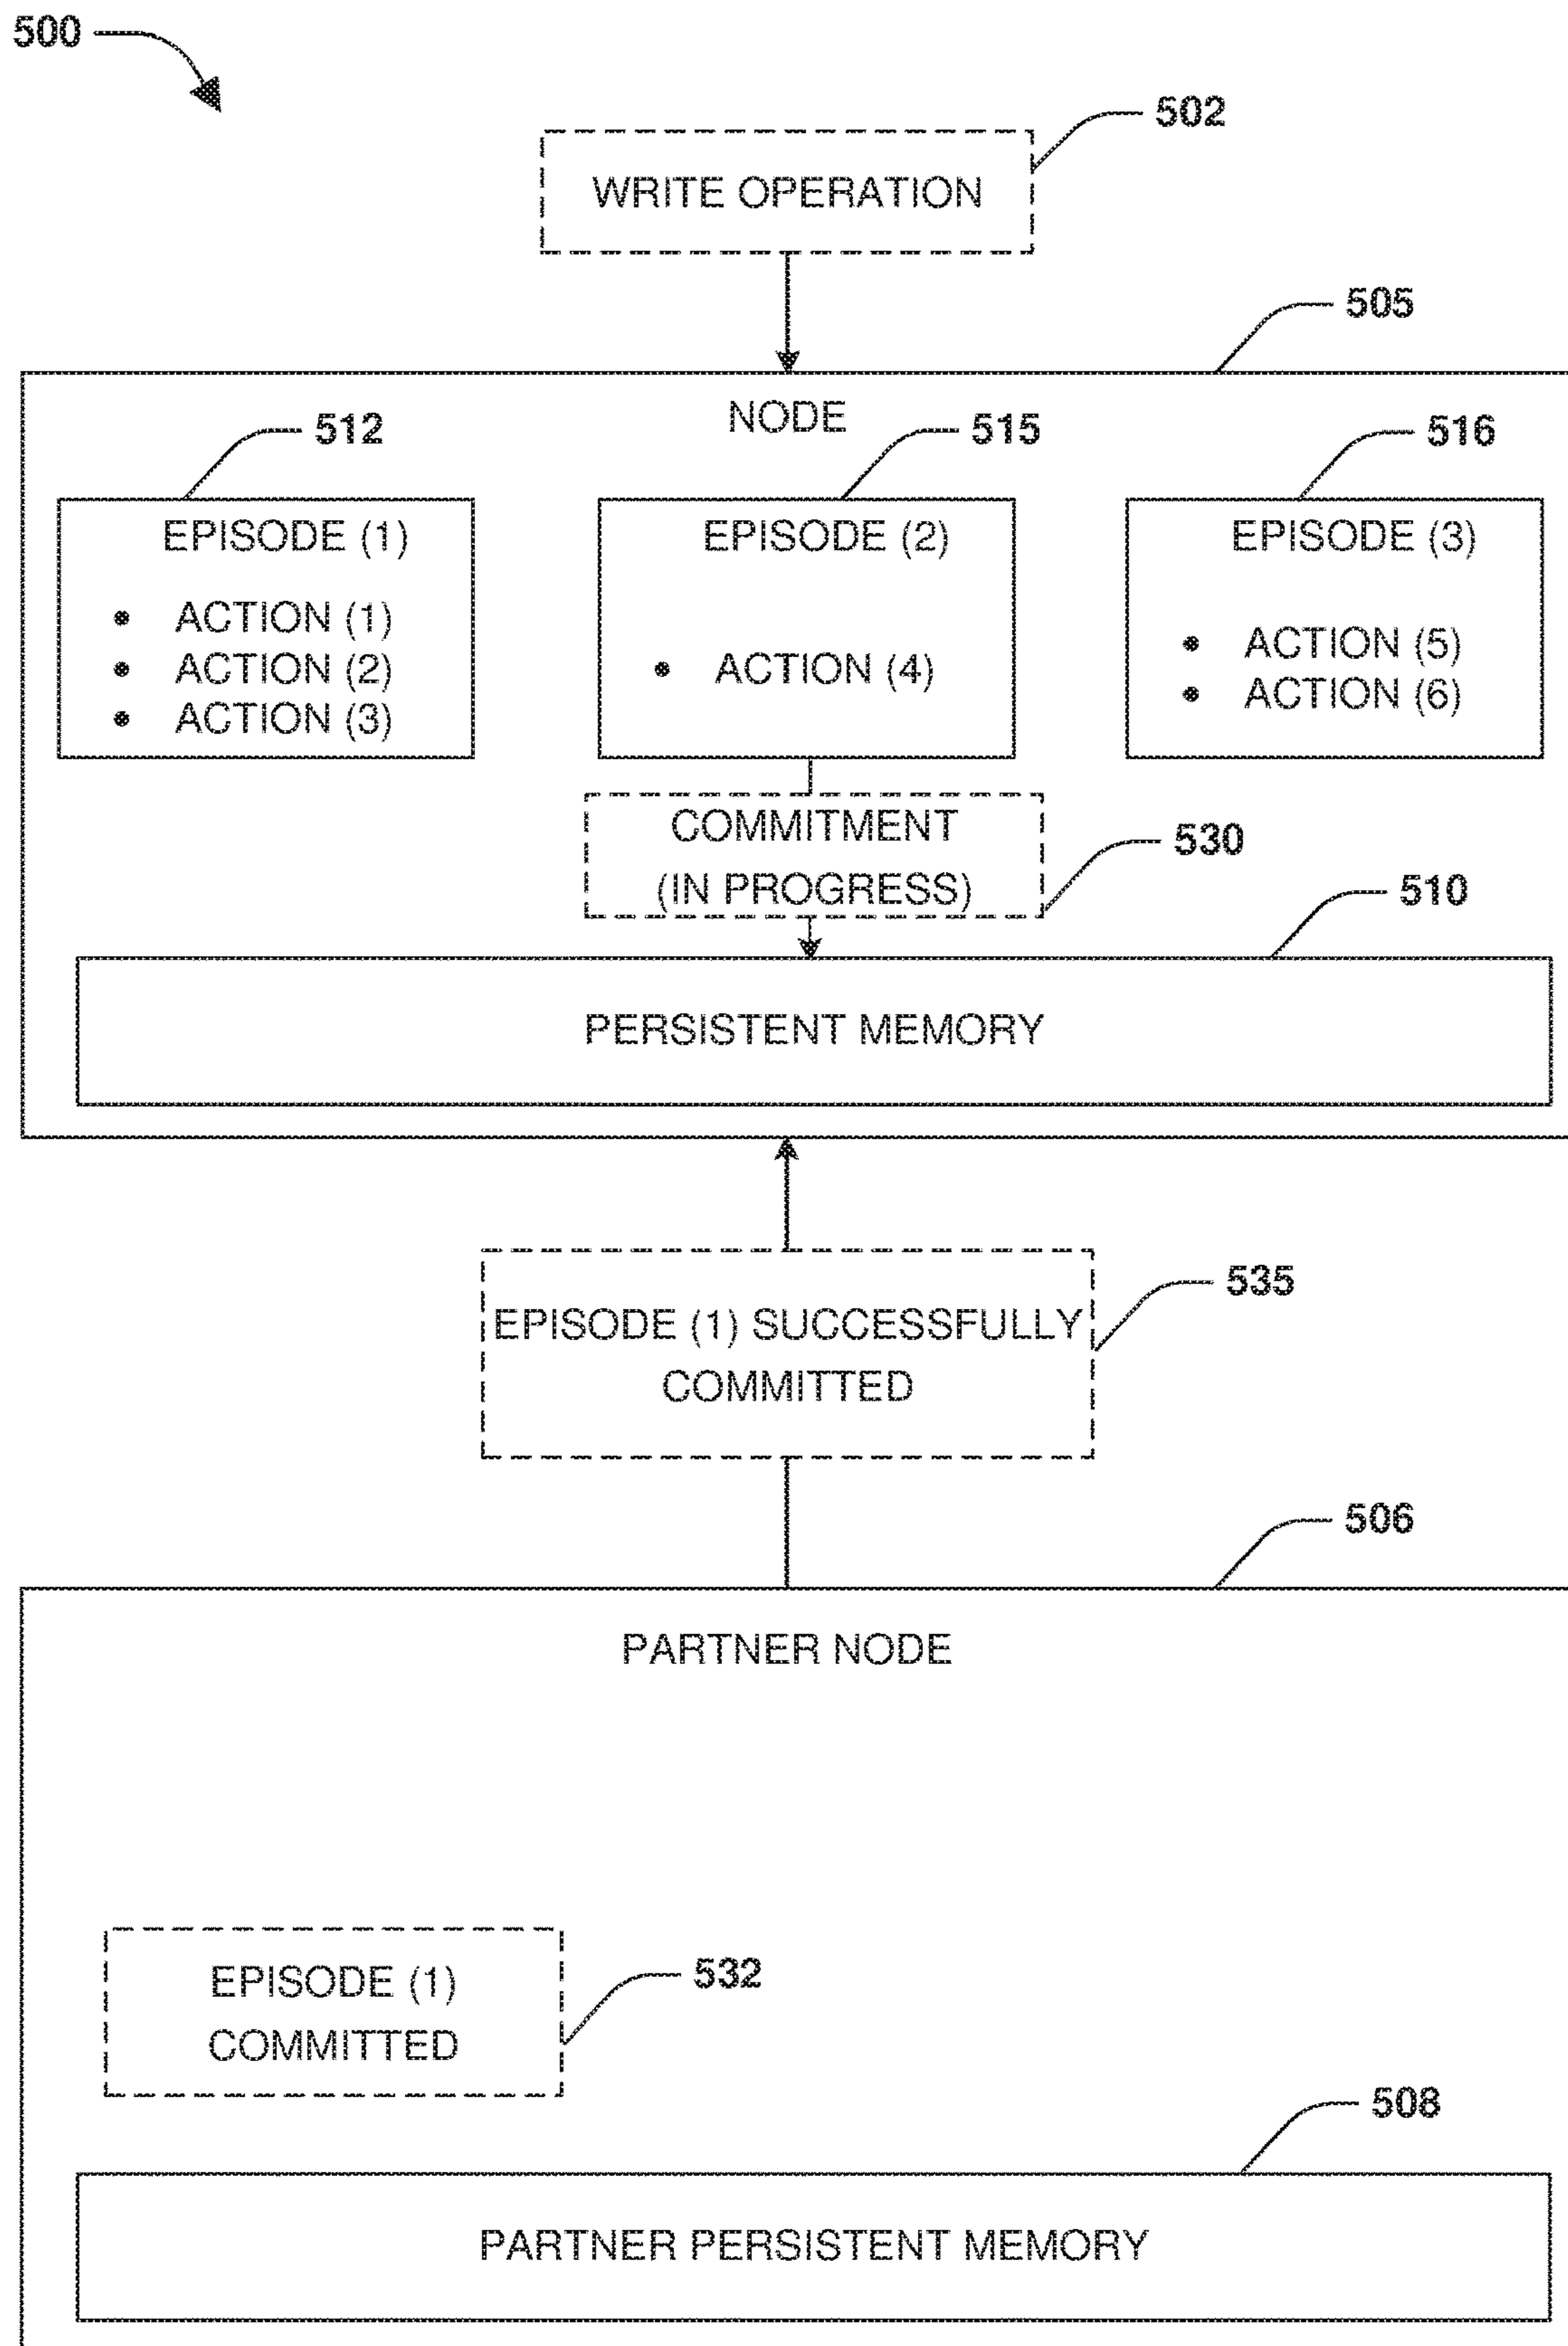 500
502
WRITE OPERATION
505
NODE
512
515
516
EPISODE (1)
• ACTION (1)
• ACTION (2)
• ACTION (3)
EPISODE (2)
• ACTION (4)
EPISODE (3)
• ACTION (5)
• ACTION (6)
COMMITMENT
(IN PROGRESS)
530
510
PERSISTENT MEMORY
EPISODE (1) SUCCESSFULLY
COMMITTED
535
506
PARTNER NODE
EPISODE (1)
COMMITTED
532
508
PARTNER PERSISTENT MEMORY